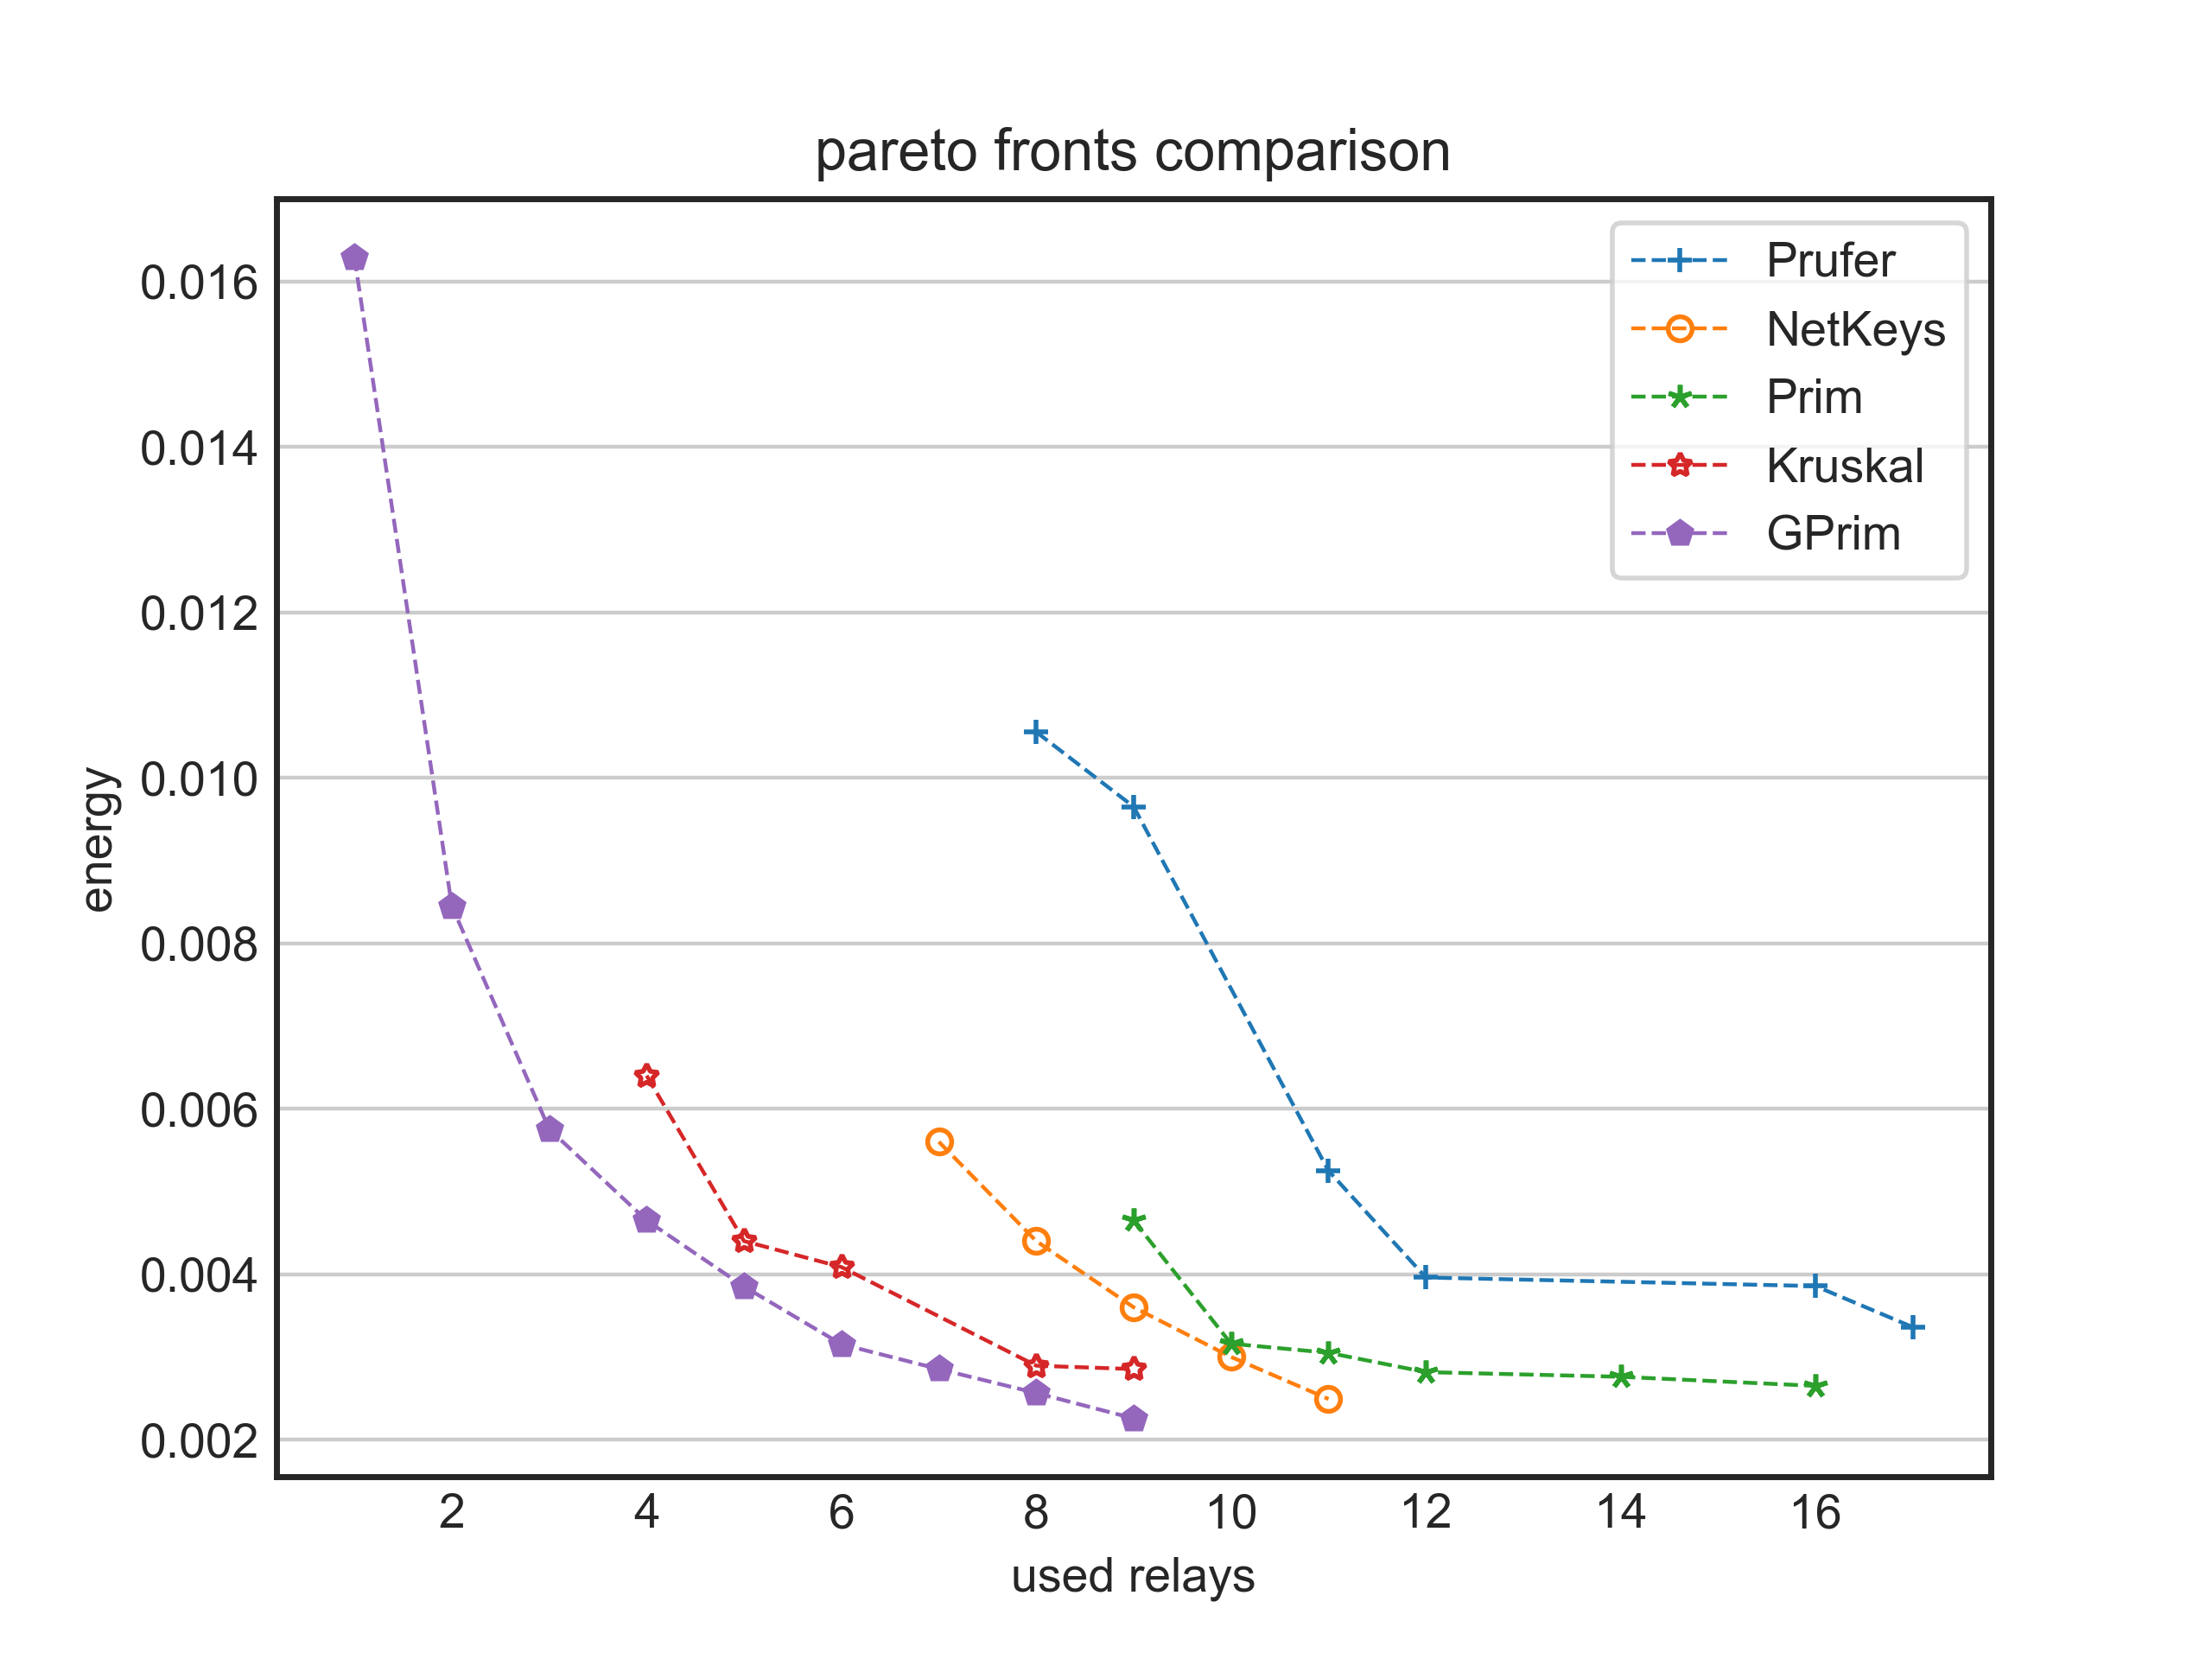 pareto fronts comparison
Prufer
NetKeys
Prim
Kruskal
GPrim
0.016
0.014
0.012
0.010
0.008
0.006
0.004
0.002
energy
2 4 6 8 10 12 14 16
used relays